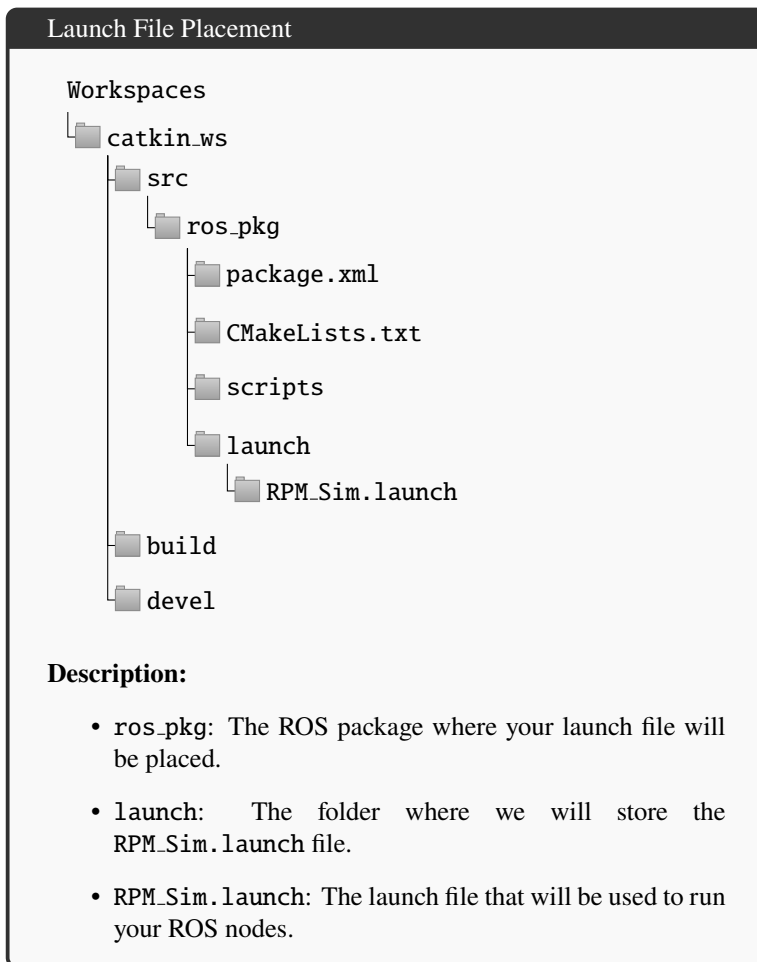 Launch File Placement
Workspaces
catkin_ws
src
ros_pkg
package.xml
CMakeLists.txt
scripts
launch
RPM_Sim.launch
build
devel
Description:
• ros_pkg: The ROS package where your launch file will
be placed.
• launch: The folder where we will store the
RPM_Sim.launch file.
• RPM_Sim.launch: The launch file that will be used to run
your ROS nodes.